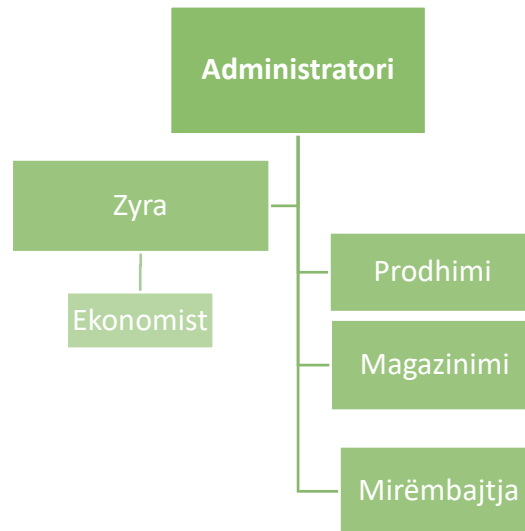 Administratori
Zyra
Ekonomist
Prodhimi
Magazinimi
Mirëmbajtja